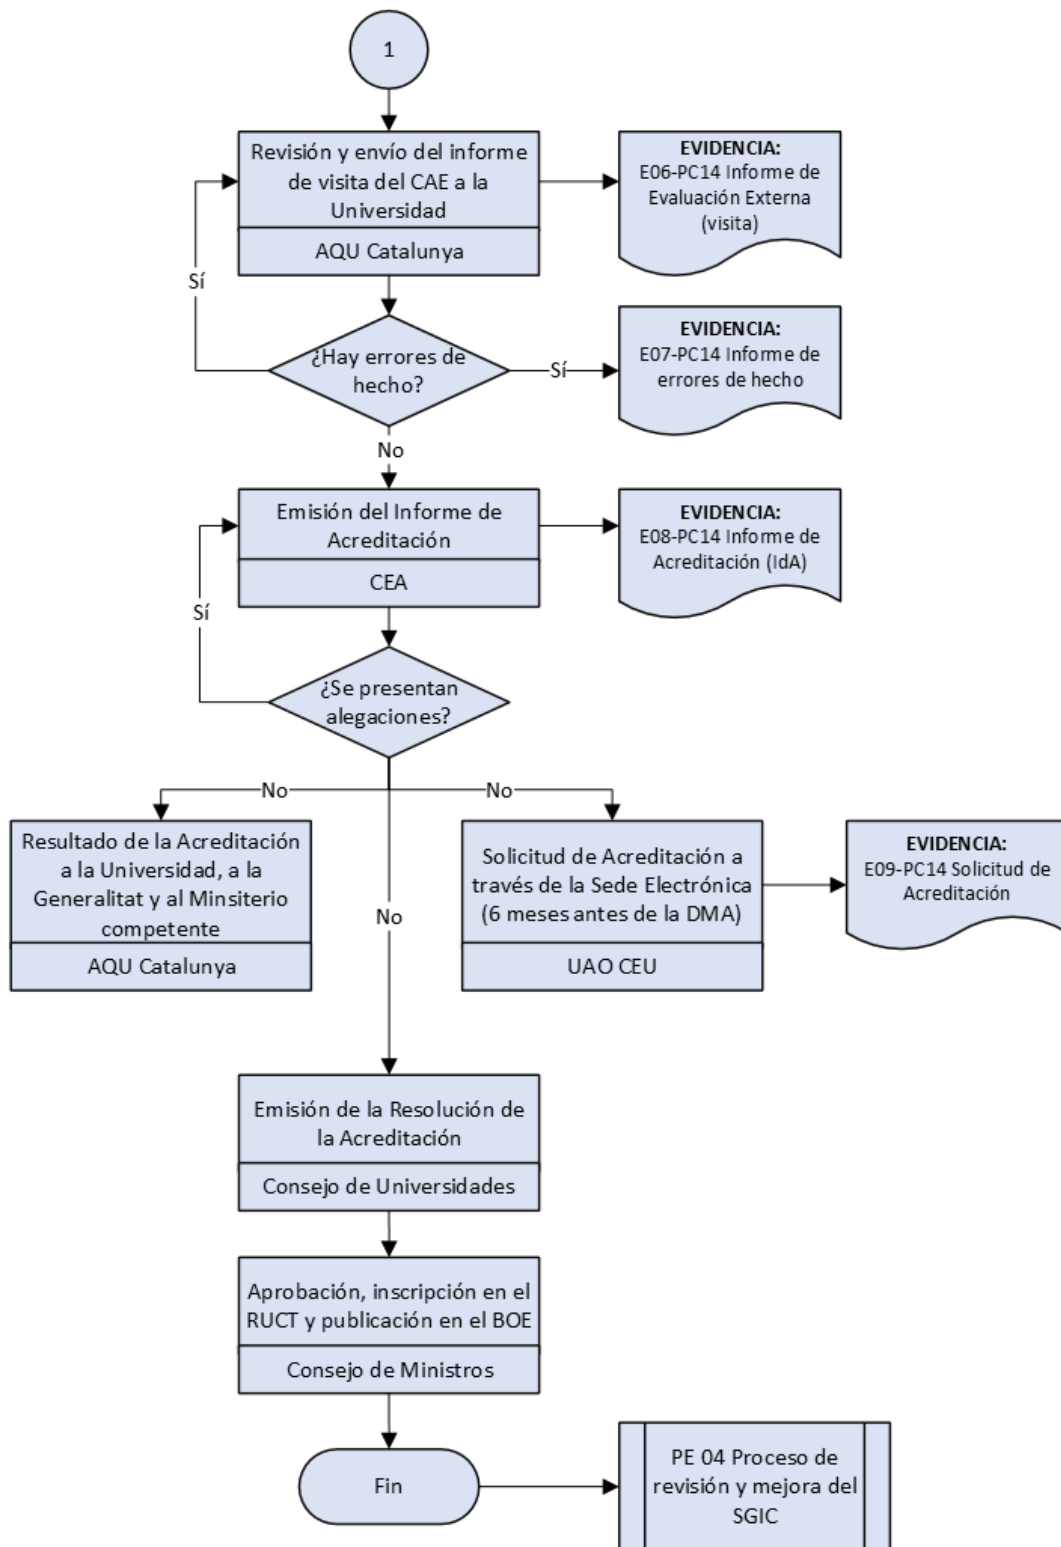 1
Revisión y envío del informe
de visita del CAE a la
Universidad
AQU Catalunya
EVIDENCIA:
E06-PC14 Informe de
Evaluación Externa
(visita)
Sí
¿Hay errores de
hecho?
Sí
EVIDENCIA:
E07-PC14 Informe de
errores de hecho
No
Emisión del Informe de
Acreditación
CEA
EVIDENCIA:
E08-PC14 Informe de
Acreditación (IdA)
Sí
¿Se presentan
alegaciones?
No
No
No
Resultado de la Acreditación
a la Universidad, a la
Generalitat y al Minsiterio
competente
AQU Catalunya
Solicitud de Acreditación a
través de la Sede Electrónica
(6 meses antes de la DMA)
UAO CEU
EVIDENCIA:
E09-PC14 Solicitud de
Acreditación
Emisión de la Resolución de
la Acreditación
Consejo de Universidades
Aprobación, inscripción en el
RUCT y publicación en el BOE
Consejo de Ministros
Fin
PE 04 Proceso de
revisión y mejora del
SGIC